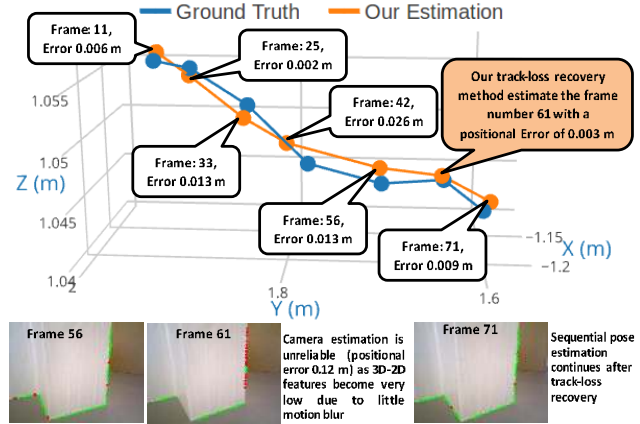 Ground Truth
Our Estimation
Frame: 11,
Error 0.006 m
Frame: 25,
Error 0.002 m
Frame: 42,
Error 0.026 m
Our track-loss recovery
method estimate the frame
number 61 with a
positional Error of 0.003 m
Frame: 33,
Error 0.013 m
Frame: 56,
Error 0.013 m
Frame: 71,
Error 0.009 m
1.055
1.05
1.045
1.04
Z (m)
2
1.8
1.6
Y (m)
−1.15
−1.2
X (m)
Frame 56
Frame 61
Camera estimation is
unreliable (positional
error 0.12 m) as 3D-2D
features become very
low due to little
motion blur
Frame 71
Sequential pose
estimation
continues after
track-loss
recovery